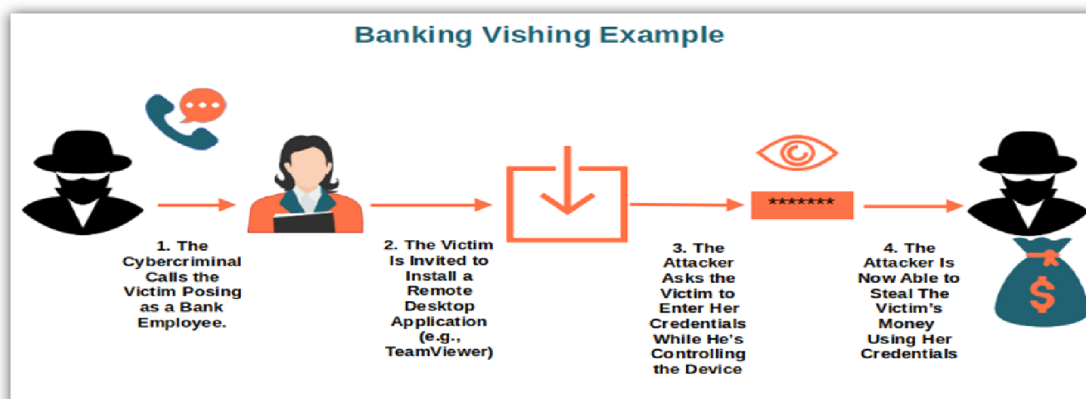 Banking Vishing Example
*******
1. The
Cybercriminal
Calls the
Victim Posing
as a Bank
Employee.
2. The Victim
Is Invited to
Install a
Remote
Desktop
Application
(e.g.,
TeamViewer)
3. The
Attacker
Asks the
Victim to
Enter Her
Credentials
While He's
Controlling
the Device
4. The
Attacker Is
Now Able to
Steal The
Victim's
Money
Using Her
Credentials
$